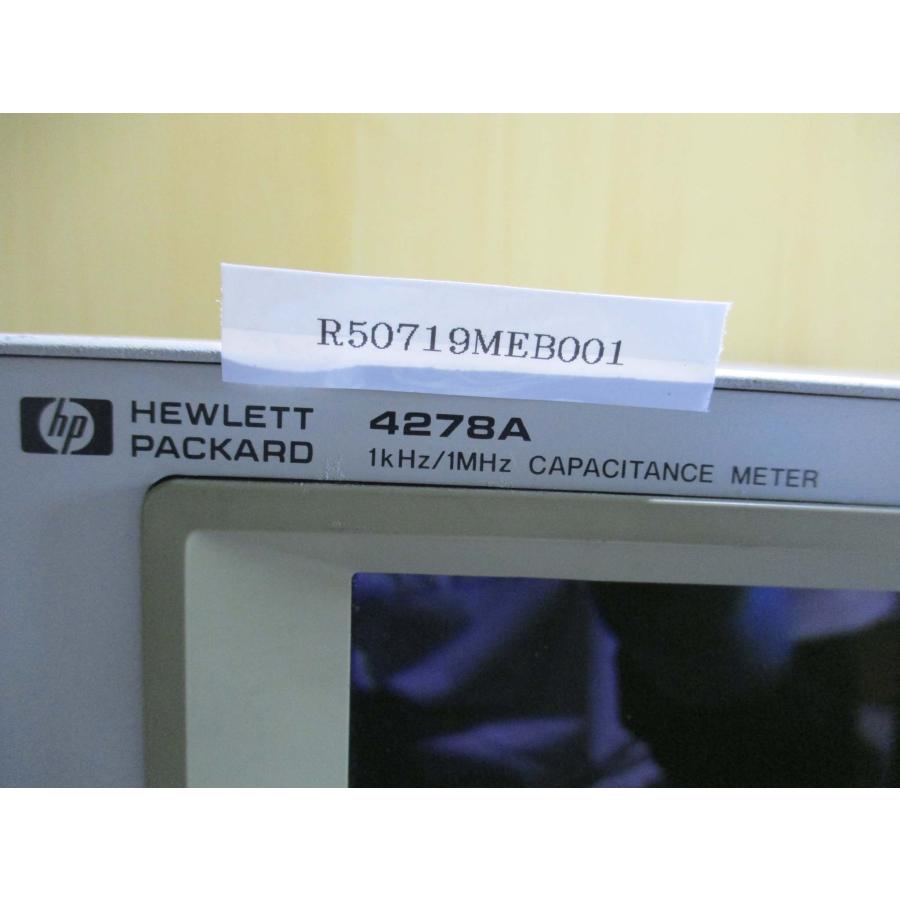 R50719MEB001
hp HEWLETT PACKARD
4278A
1kHz/1MHz CAPACITANCE METER